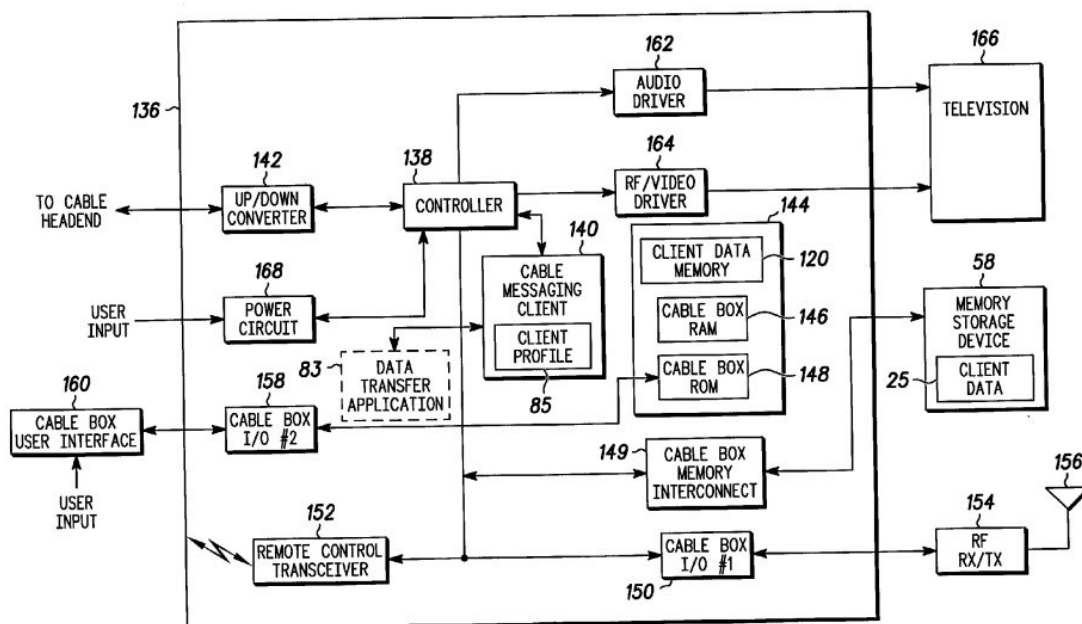 162
AUDIO
DRIVER
166
TELEVISION
136
142
UP/DOWN
CONVERTER
TO CABLE
HEADEND
138
CONTROLLER
164
RF/VIDEO
DRIVER
144
CLIENT DATA
MEMORY
120
CABLE BOX
RAM
146
CABLE BOX
ROM
148
140
CABLE
MESSAGING
CLIENT
CLIENT
PROFILE
85
58
MEMORY
STORAGE
DEVICE
25
CLIENT
DATA
168
POWER
CIRCUIT
USER
INPUT
83
DATA
TRANSFER
APPLICATION
160
CABLE BOX
USER INTERFACE
USER
INPUT
158
CABLE BOX
I/O #2
149
CABLE BOX
MEMORY
INTERCONNECT
152
REMOTE CONTROL
TRANSCEIVER
CABLE BOX
I/O #1
150
154
RF
RX/TX
156